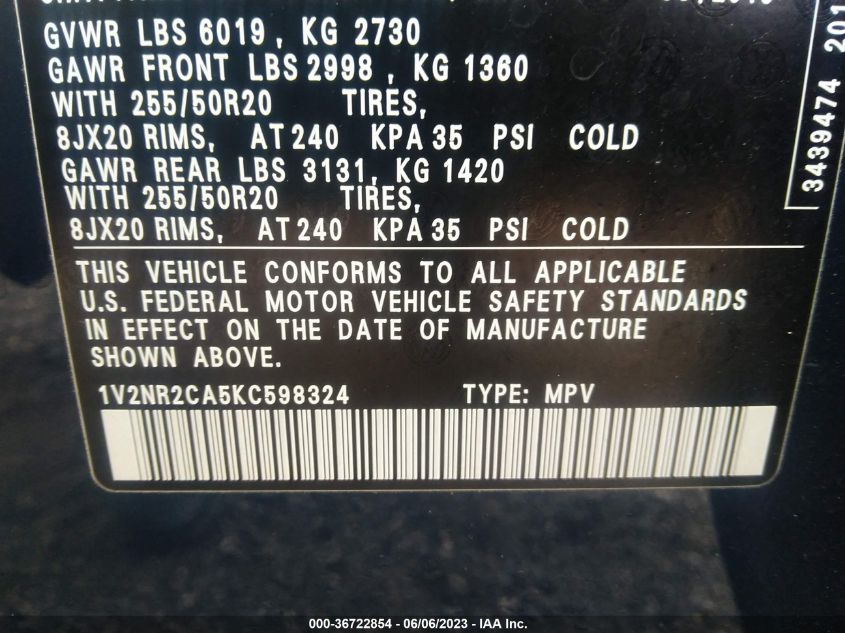 GVWR LBS 6019, KG 2730
GAWR FRONT LBS 2998 , KG 1360
WITH 255/50R20 TIRES,
8JX20 RIMS, AT 240 KPA 35 PSI COLD
GAWR REAR LBS 3131, KG 1420
WITH 255/50R20 TIRES,
8JX20 RIMS, AT 240 KPA 35 PSI COLD
THIS VEHICLE CONFORMS TO ALL APPLICABLE
U.S. FEDERAL MOTOR VEHICLE SAFETY STANDARDS
IN EFFECT ON THE DATE OF MANUFACTURE
SHOWN ABOVE.
1V2NR2CA5KC598324 TYPE: MPV
3439474 201
000-36722854 - 06/06/2023 - IAA Inc.